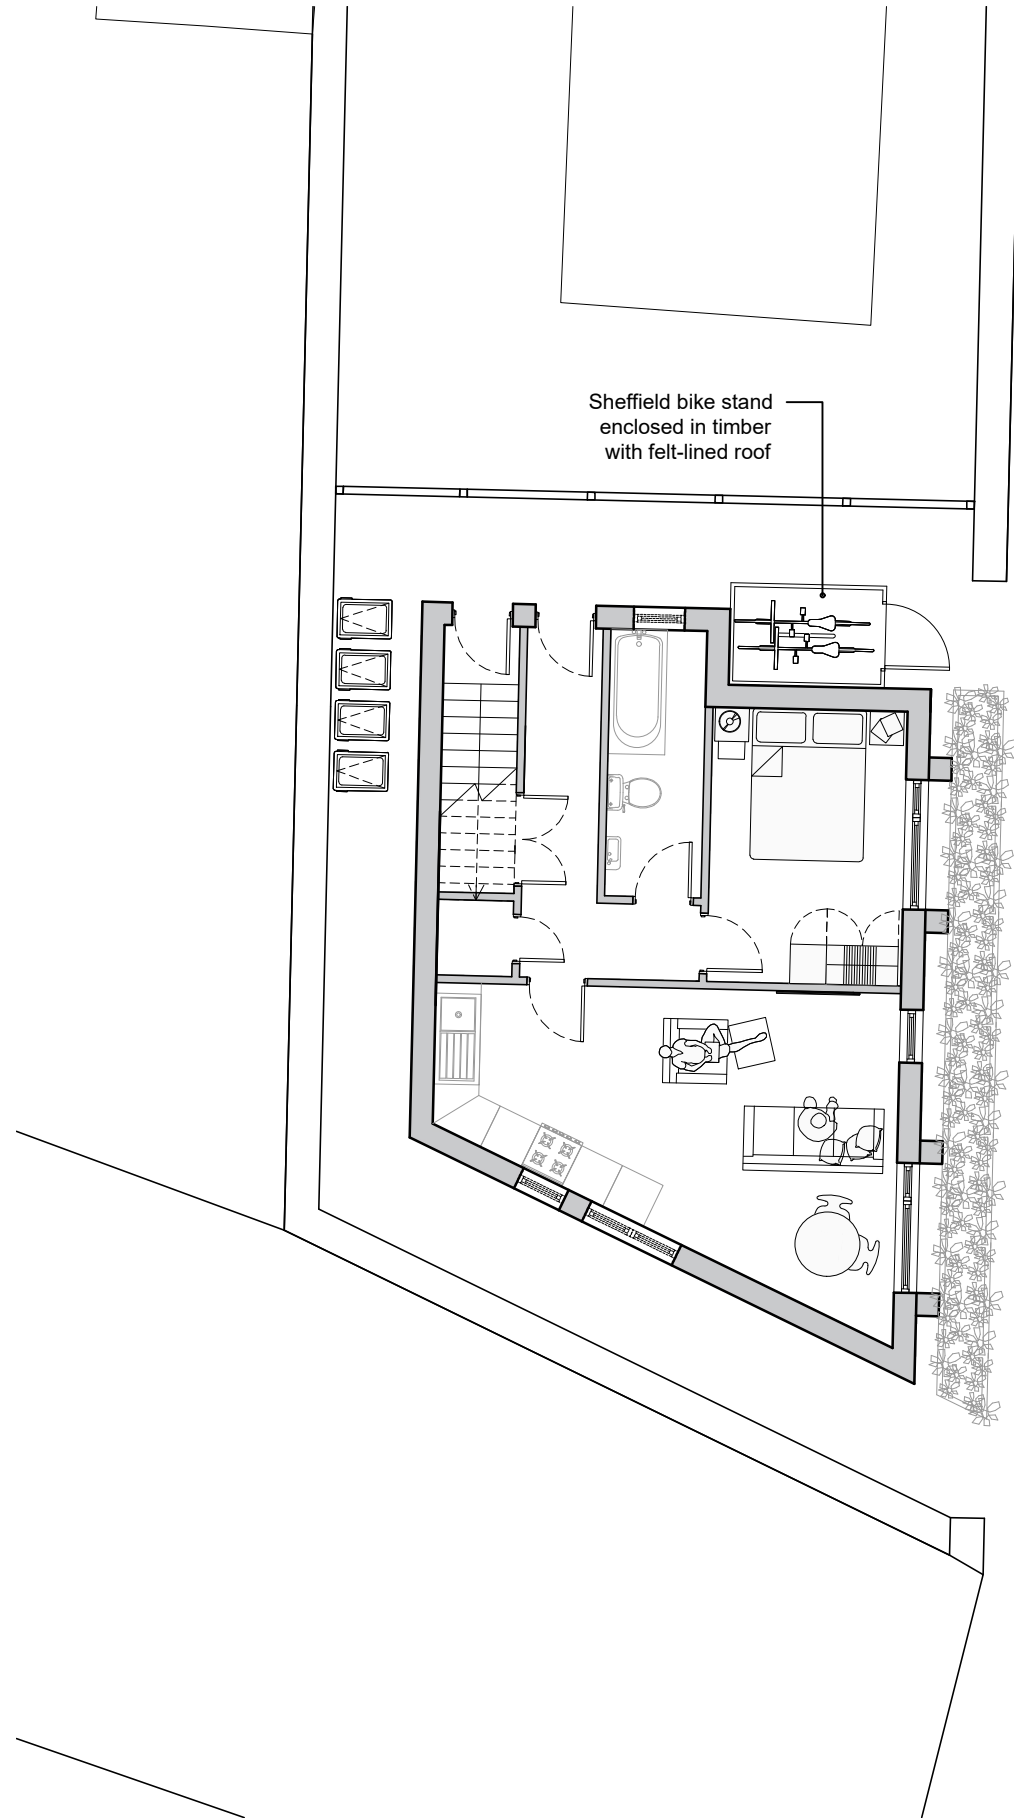 Sheffield bike stand
enclosed in timber
with felt-lined roof